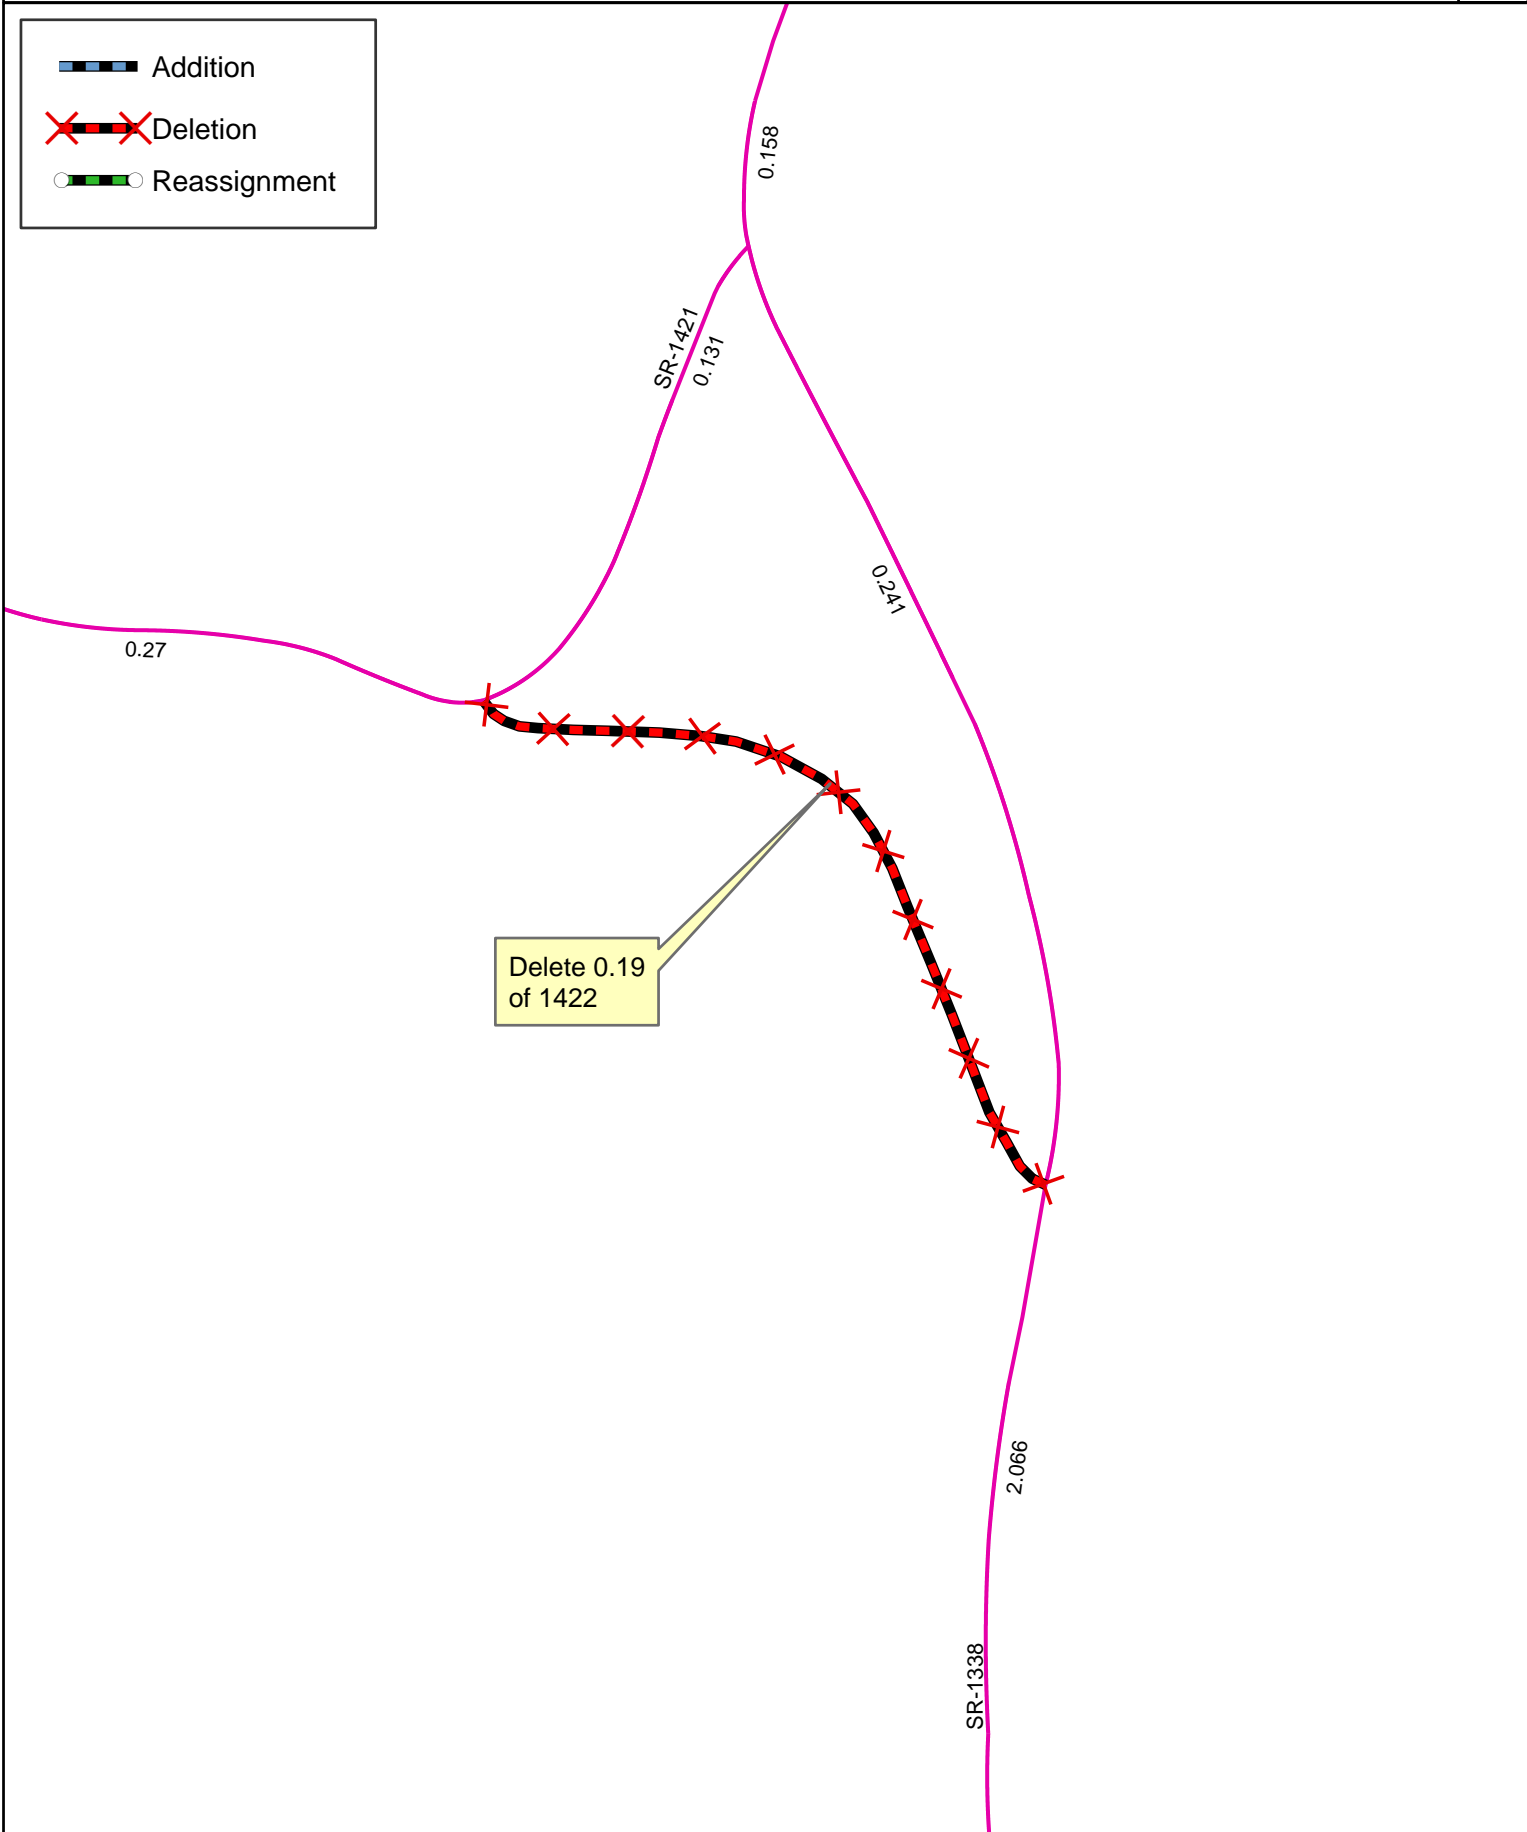 Addition
Deletion
Reassignment
0.158
SR-1421
0.131
0.241
0.27
Delete 0.19
of 1422
2.066
SR-1338